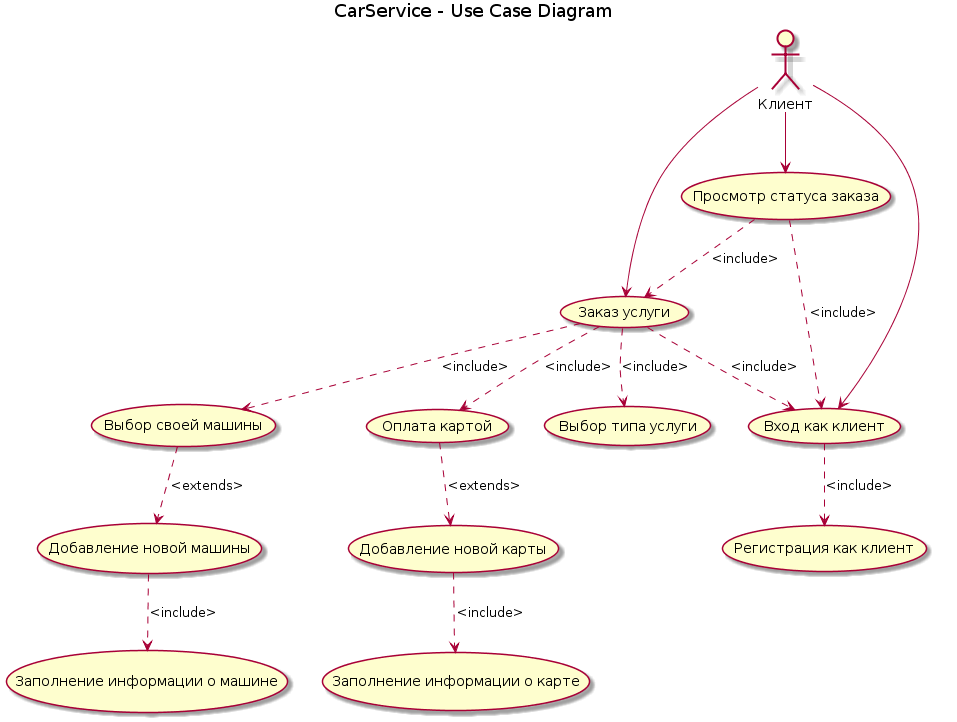 CarService - Use Case Diagram
Клиент
Просмотр статуса заказа
<include>
Заказ услуги
<include>
<include>
<include>
<include>
<include>
Выбор своей машины
Оплата картой
Выбор типа услуги
Вход как клиент
<extends>
<extends>
<include>
Добавление новой машины
Добавление новой карты
Регистрация как клиент
<include>
<include>
Заполнение информации о машине
Заполнение информации о карте